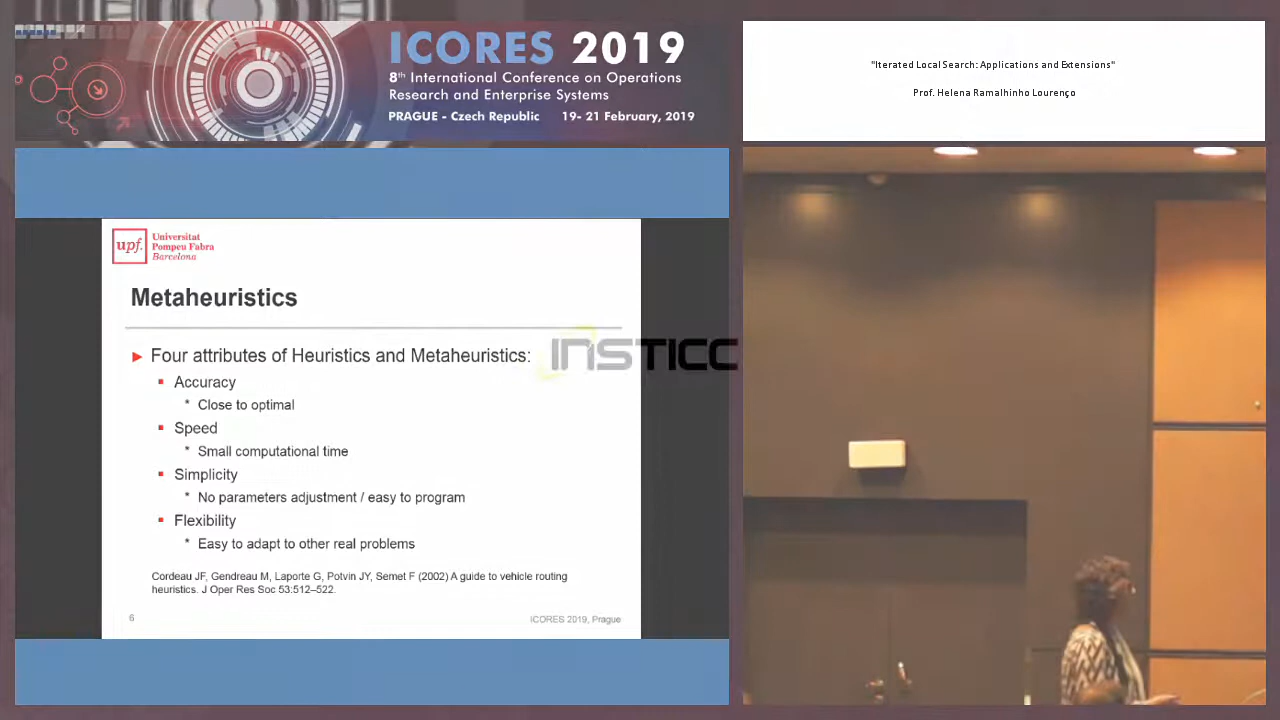 ICORES 2019
8th International Conference on Operations
Research and Enterprise Systems
PRAGUE - Czech Republic 19- 21 February, 2019
"Iterated Local Search: Applications and Extensions"
Prof. Helena Ramalhinho Lourenço
upf.
Universitat
Pompeu Fabra
Barcelona
Metaheuristics
INSTICC
► Four attributes of Heuristics and Metaheuristics:
▪ Accuracy
* Close to optimal
▪ Speed
* Small computational time
▪ Simplicity
* No parameters adjustment / easy to program
▪ Flexibility
* Easy to adapt to other real problems
Cordeau JF, Gendreau M, Laporte G, Potvin JY, Semet F (2002) A guide to vehicle routing
heuristics. J Oper Res Soc 53:512–522.
6
ICORES 2019, Prague